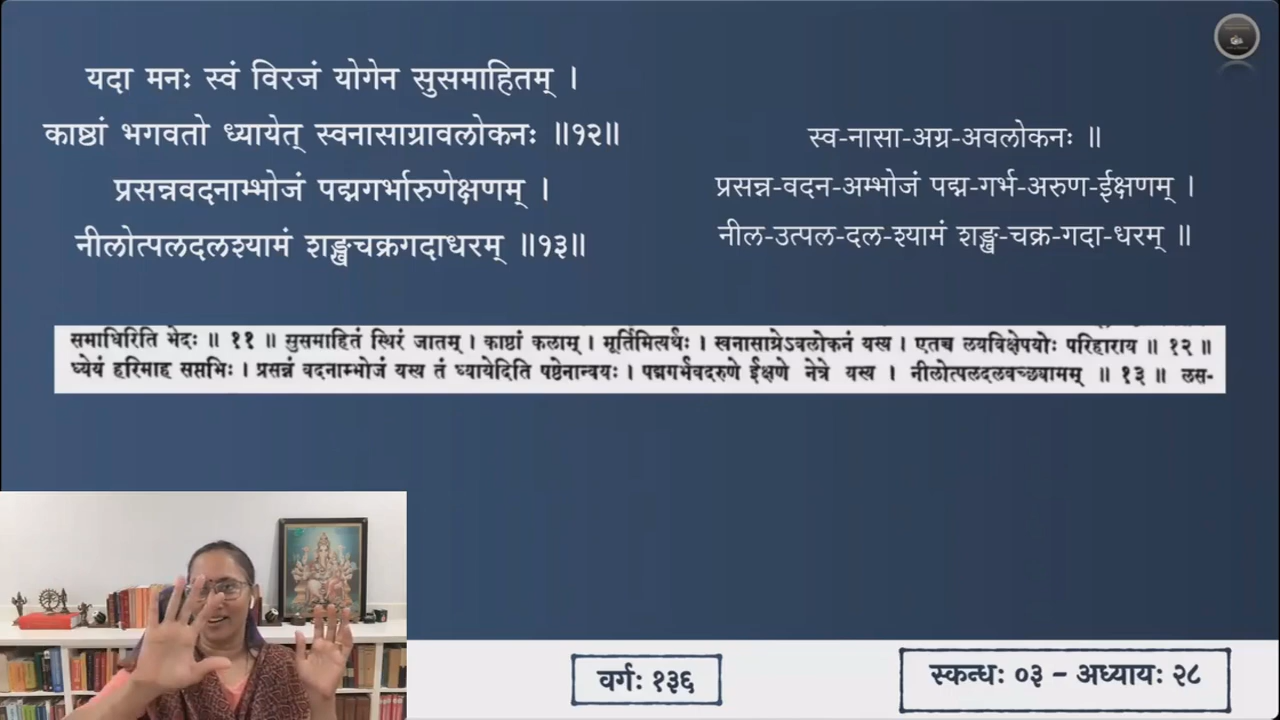 यदा मनः स्वं विरजं योगेन सुसमाहितम् ।
काष्ठां भगवतो ध्यायेत् स्वनासाग्रावलोकनः ॥१२॥
प्रसन्नवदनाम्भोजं पद्मगर्भारुणेक्षणम् ।
नीलोत्पलदलश्यामं शङ्खचक्रगदाधरम् ॥१३॥
स्व-नासा-अग्र-अवलोकनः ॥
प्रसन्न-वदन-अम्भोजं पद्म-गर्भ-अरुण-ईक्षणम् ।
नील-उत्पल-दल-श्यामं शङ्ख-चक्र-गदा-धरम् ॥
समाधिरिति भेदः ॥ ११ ॥ सुसमाहितं स्थिरं जातम् । काष्ठां कलाम् । मूर्तिमित्यर्थः । स्वनासाग्रेऽवलोकनं यस्य । एतच्च लयविक्षेपयोः परिहाराय ॥ १२ ॥
ध्येयं हरिमाह सप्तभिः । प्रसन्नं वदनाम्भोजं यस्य तं ध्यायेदिति षष्ठेनान्वयः । पद्मगर्भवदरुणे ईक्षणे नेत्रे यस्य । नीलोत्पलदलवच्छ्यामम् ॥ १३ ॥ लस-
वर्गः १३६
स्कन्धः ०३ - अध्यायः २८